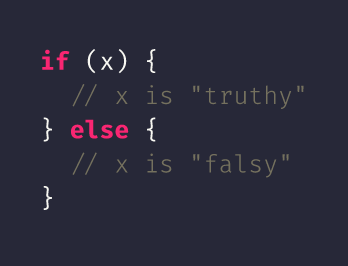 if (x) {
  // x is "truthy"
} else {
  // x is "falsy"
}